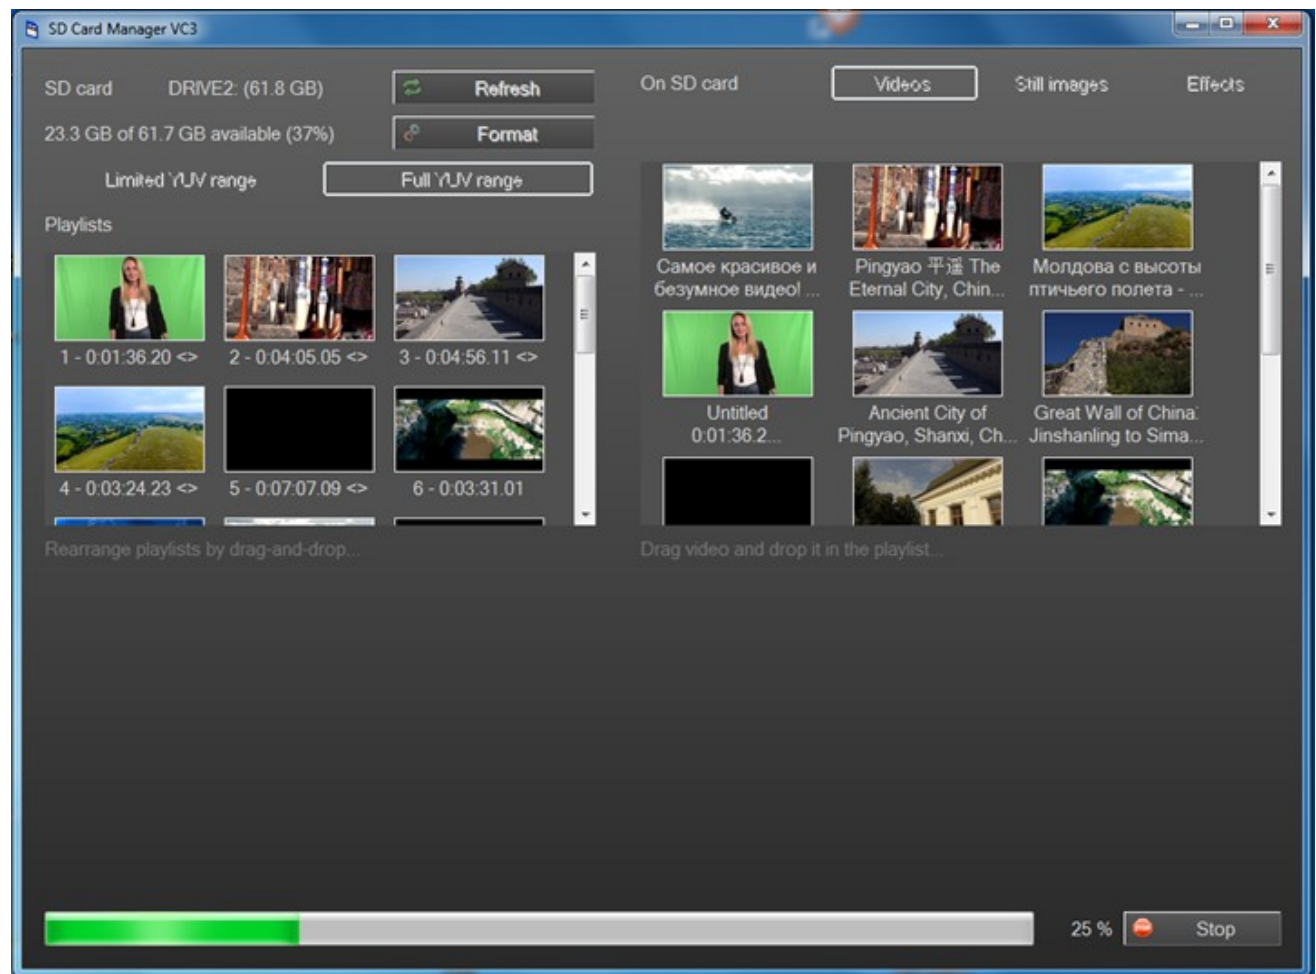 SD Card Manager VC3
SD card DRIVE2: (61.8 GB) Refresh
23.3 GB of 61.7 GB available (37%) Format
Limited YUV range Full YUV range
Playlists
1 - 0:01:36.20 <> 2 - 0:04:05.05 <> 3 - 0:04:56.11 <>
4 - 0:03:24.23 <> 5 - 0:07:07.09 <> 6 - 0:03:31.01
Rearrange playlists by drag-and-drop...
On SD card Videos Still images Effects
Самое красивое и
безумное видео! ...
Pingyao 平遥 The
Eternal City, Chin...
Молдова с высоты
птичьего полета - ...
Untitled
0:01:36.2...
Ancient City of
Pingyao, Shanxi, Ch...
Great Wall of China:
Jinshanling to Sima...
Drag video and drop it in the playlist...
25 % Stop